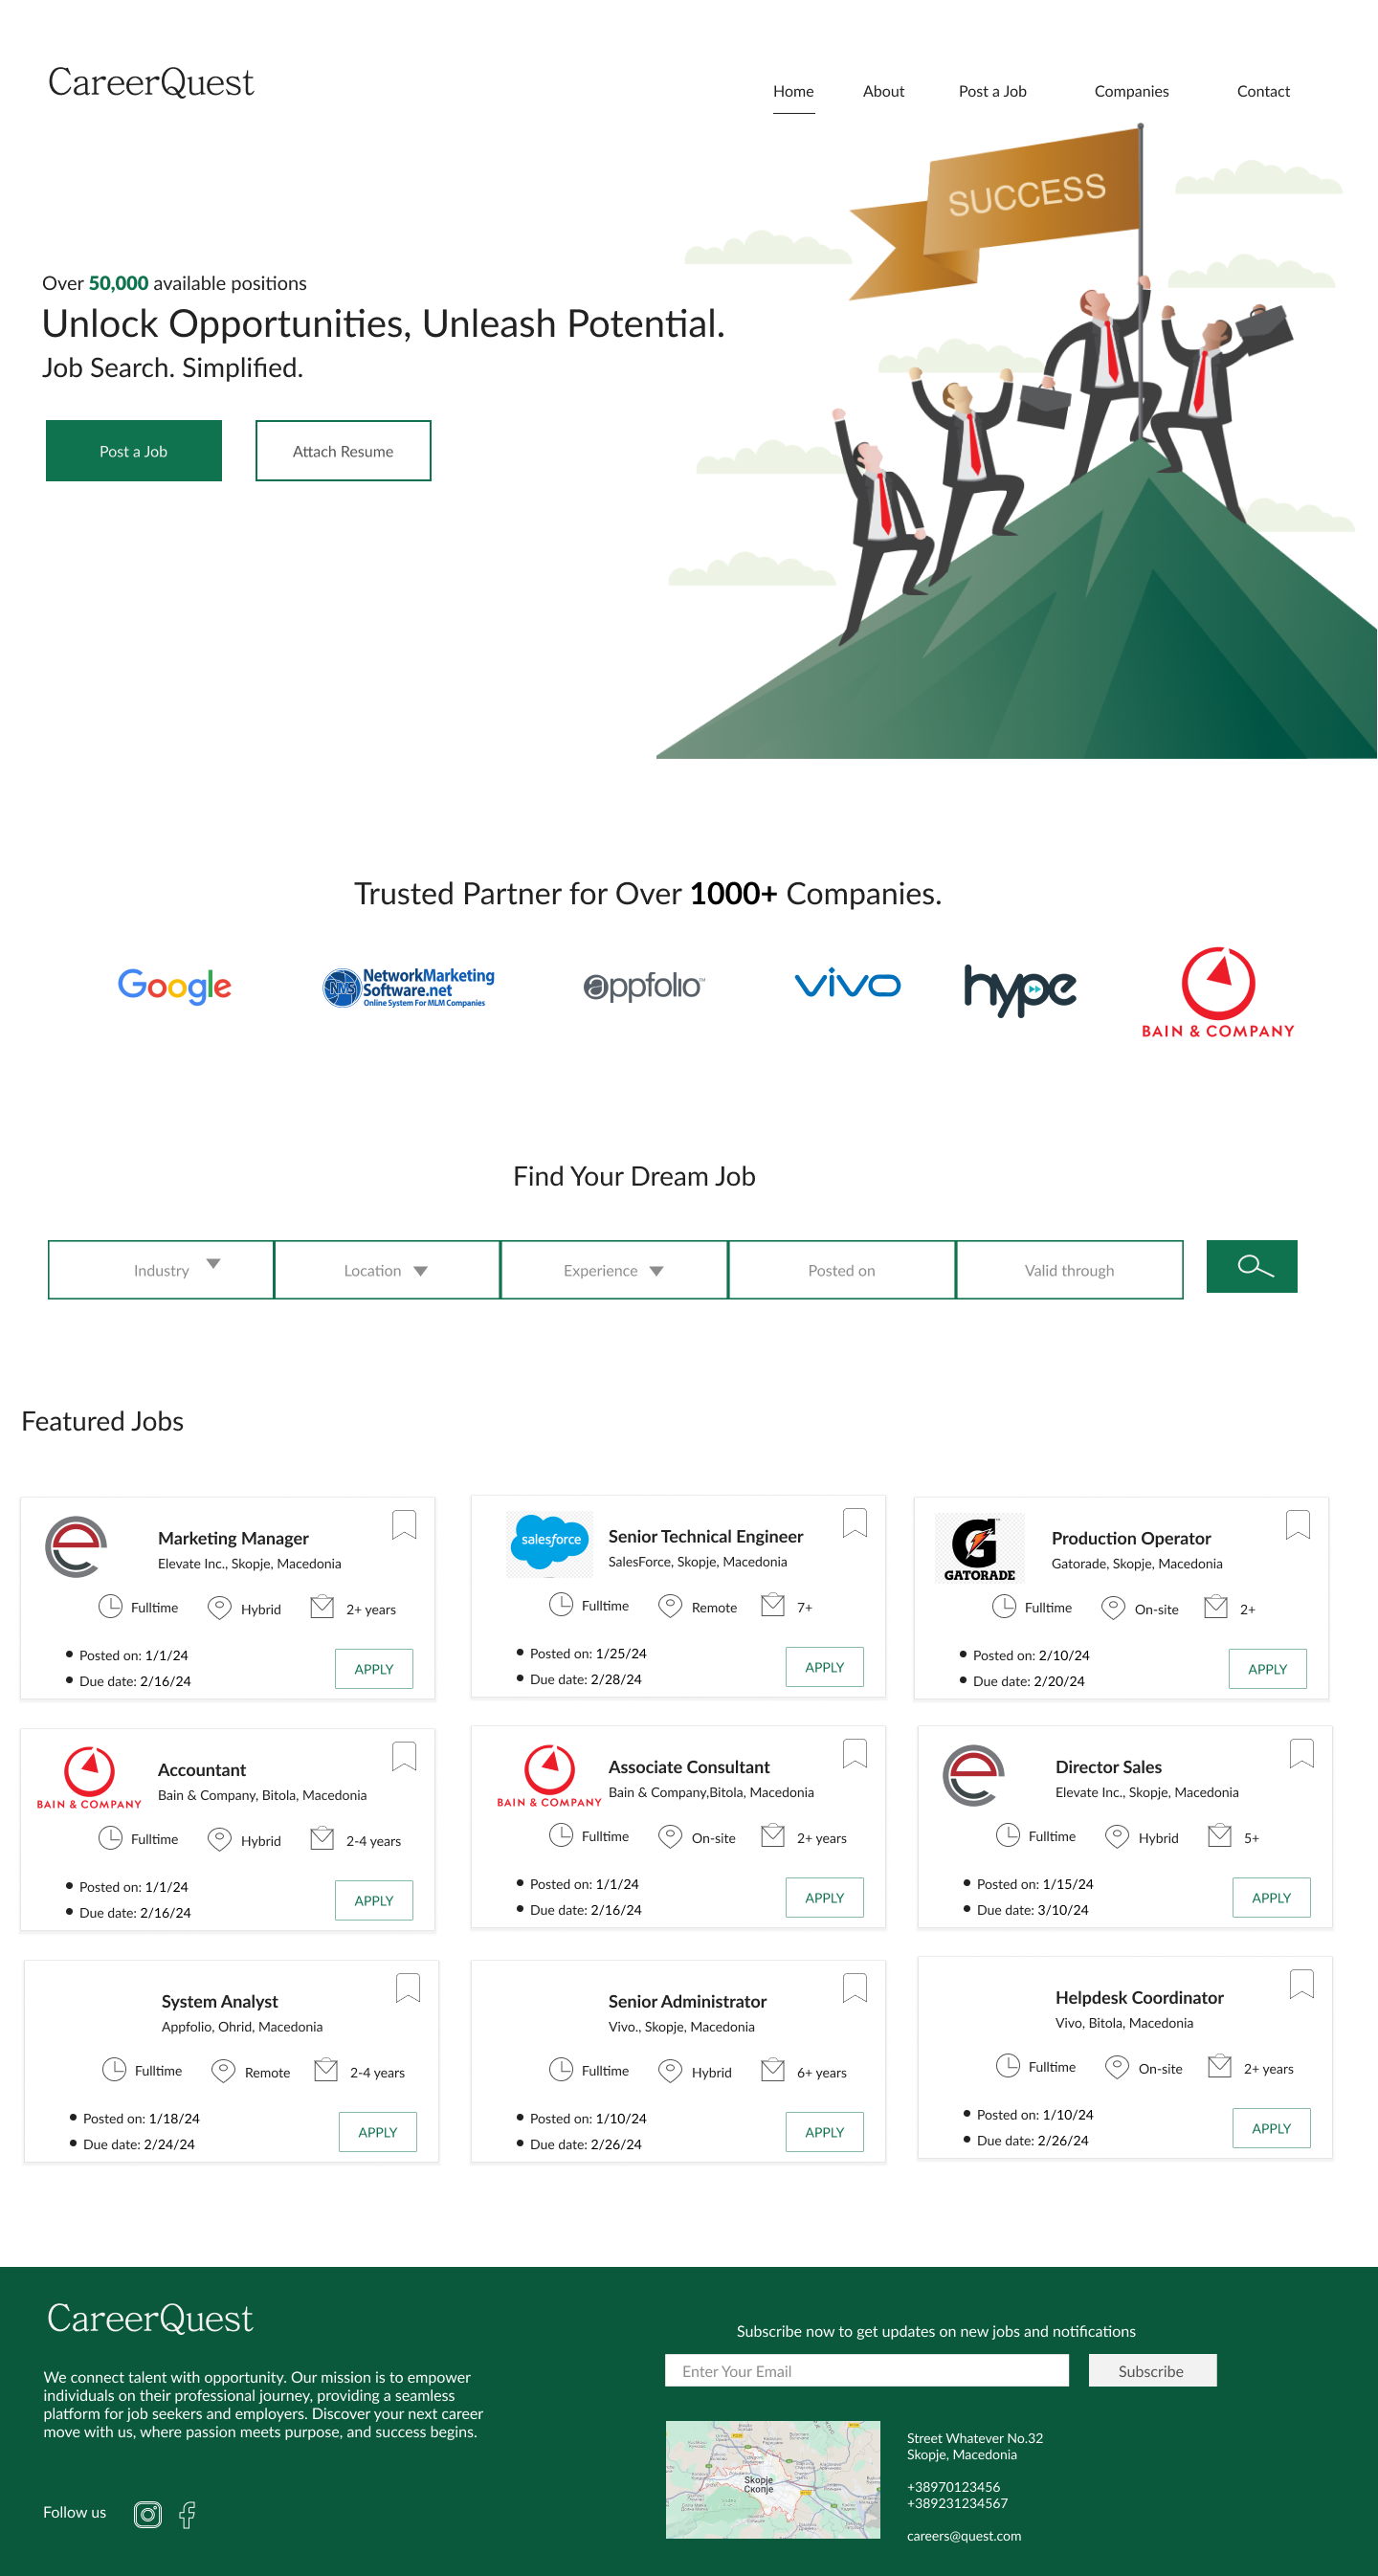 CareerQuest
Home About Post a Job Companies Contact
SUCCESS
Over 50,000 available positions
Unlock Opportunities, Unleash Potential.
Job Search. Simplified.
Post a Job Attach Resume
Trusted Partner for Over 1000+ Companies.
Google
NMS NetworkMarketing
Software.net
Online System For MLM Companies
appfolio
vivo
hype
BAIN & COMPANY
Find Your Dream Job
Industry Location Experience Posted on Valid through
Featured Jobs
Marketing Manager
Elevate Inc., Skopje, Macedonia
Fulltime Hybrid 2+ years
Posted on: 1/1/24
Due date: 2/16/24
APPLY
salesforce
Senior Technical Engineer
SalesForce, Skopje, Macedonia
Fulltime Remote 7+
Posted on: 1/25/24
Due date: 2/28/24
APPLY
G
GATORADE
Production Operator
Gatorade, Skopje, Macedonia
Fulltime On-site 2+
Posted on: 2/10/24
Due date: 2/20/24
APPLY
BAIN & COMPANY
Accountant
Bain & Company, Bitola, Macedonia
Fulltime Hybrid 2-4 years
Posted on: 1/1/24
Due date: 2/16/24
APPLY
BAIN & COMPANY
Associate Consultant
Bain & Company,Bitola, Macedonia
Fulltime On-site 2+ years
Posted on: 1/1/24
Due date: 2/16/24
APPLY
Director Sales
Elevate Inc., Skopje, Macedonia
Fulltime Hybrid 5+
Posted on: 1/15/24
Due date: 3/10/24
APPLY
System Analyst
Appfolio, Ohrid, Macedonia
Fulltime Remote 2-4 years
Posted on: 1/18/24
Due date: 2/24/24
APPLY
Senior Administrator
Vivo., Skopje, Macedonia
Fulltime Hybrid 6+ years
Posted on: 1/10/24
Due date: 2/26/24
APPLY
Helpdesk Coordinator
Vivo, Bitola, Macedonia
Fulltime On-site 2+ years
Posted on: 1/10/24
Due date: 2/26/24
APPLY
CareerQuest
We connect talent with opportunity. Our mission is to empower
individuals on their professional journey, providing a seamless
platform for job seekers and employers. Discover your next career
move with us, where passion meets purpose, and success begins.
Follow us
Subscribe now to get updates on new jobs and notifications
Enter Your Email Subscribe
Skopje
Скопје
Street Whatever No.32
Skopje, Macedonia
+38970123456
+389231234567
careers@quest.com